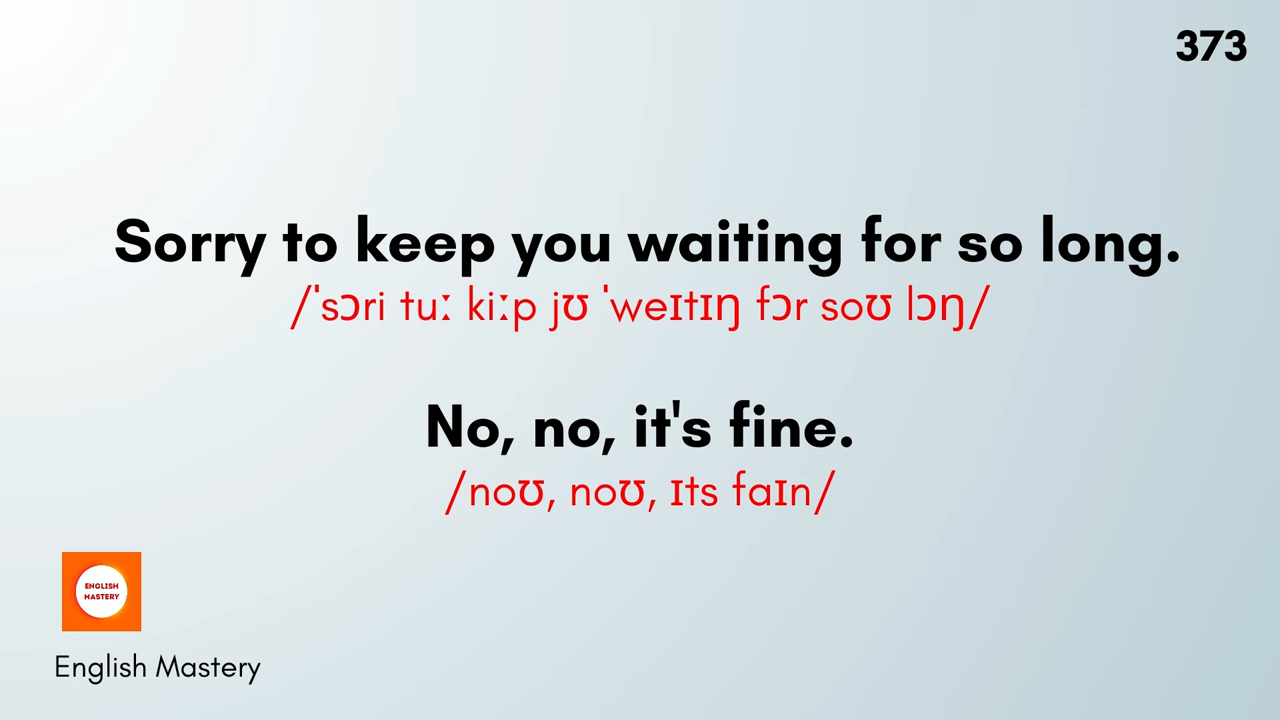 373
Sorry to keep you waiting for so long.
/ˈsɔri tuː kiːp jʊ ˈweɪtɪŋ fɔr soʊ lɔŋ/
No, no, it's fine.
/noʊ, noʊ, ɪts faɪn/
ENGLISH
MASTERY
English Mastery